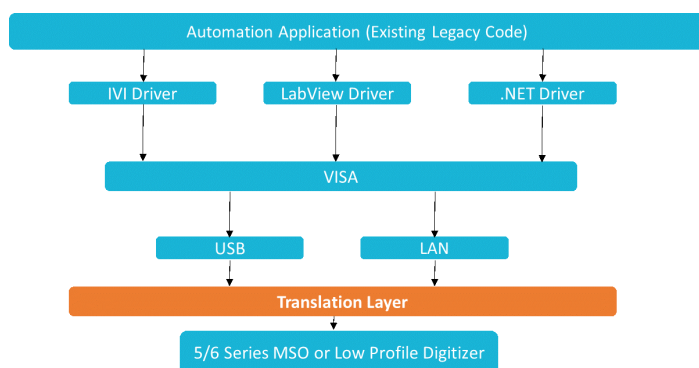 Automation Application (Existing Legacy Code)
IVI Driver
LabView Driver
.NET Driver
VISA
USB
LAN
Translation Layer
5/6 Series MSO or Low Profile Digitizer